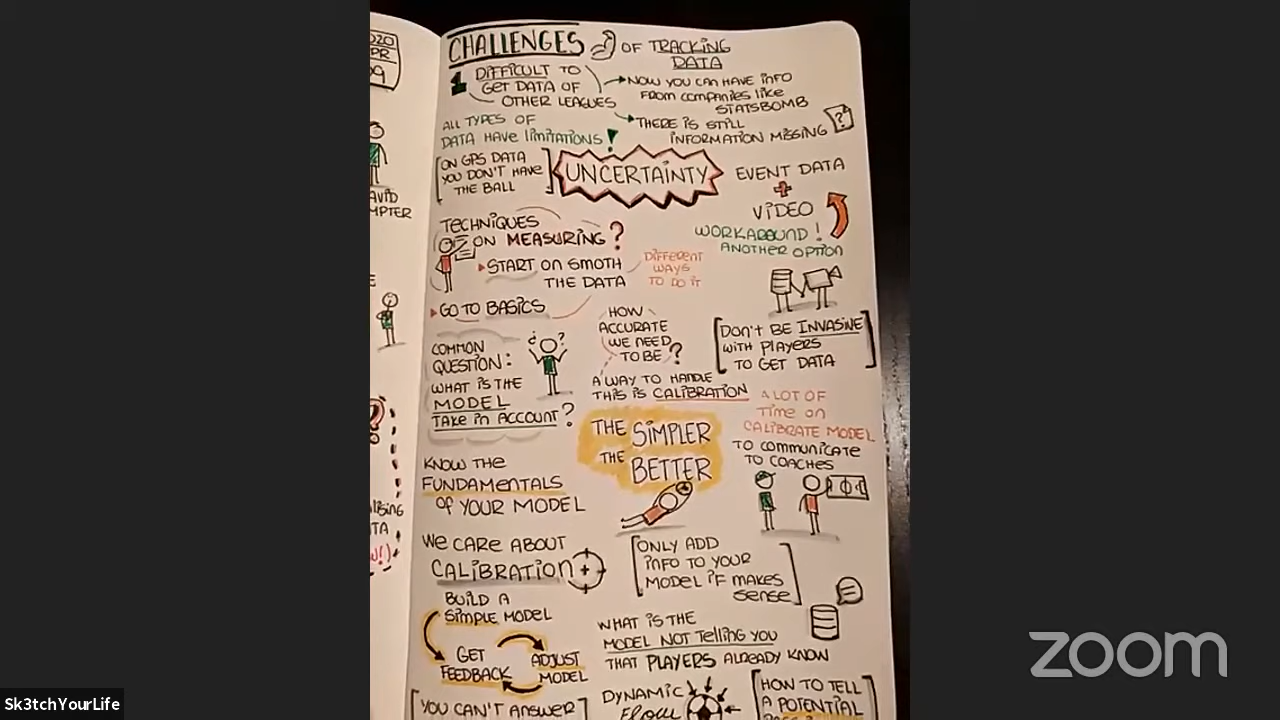 2020
APR
09
DAVID
SUMPTER
CHALLENGES
OF TRACKING
DATA
1 DIFFICULT TO
GET DATA OF
OTHER LEAGUES
NOW YOU CAN HAVE INFO
FROM COMPANIES LIKE
STATSBOMB
THERE IS STILL
INFORMATION MISSING
?
ALL TYPES OF
DATA HAVE LIMITATIONS!
ON GPS DATA
YOU DON'T HAVE
THE BALL
UNCERTAINTY
EVENT DATA
+
VIDEO
WORKAROUND!
ANOTHER OPTION
TECHNIQUES
ON MEASURING?
START ON SMOTH
THE DATA
DIFFERENT
WAYS
TO DO IT
GO TO BASICS
HOW
ACCURATE
WE NEED
TO BE?
A WAY TO HANDLE
THIS IS CALIBRATION
[DON'T BE INVASIVE
WITH PLAYERS
TO GET DATA]
COMMON
QUESTION:
WHAT IS THE
MODEL
TAKE IN ACCOUNT?
¿?
THE SIMPLER
THE BETTER
A LOT OF
TIME ON
CALIBRATE MODEL
TO COMMUNICATE
TO COACHES
KNOW THE
FUNDAMENTALS
OF YOUR MODEL
WE CARE ABOUT
CALIBRATION
[ONLY ADD
INFO TO YOUR
MODEL IF MAKES
SENSE]
BUILD A
SIMPLE MODEL
GET
FEEDBACK
ADJUST
MODEL
WHAT IS THE
MODEL NOT TELLING YOU
THAT PLAYERS ALREADY KNOW
[YOU CAN'T ANSWER
DYNAMIC
FLOW
[HOW TO TELL
A POTENTIAL
Sk3tchYourLife
zoom